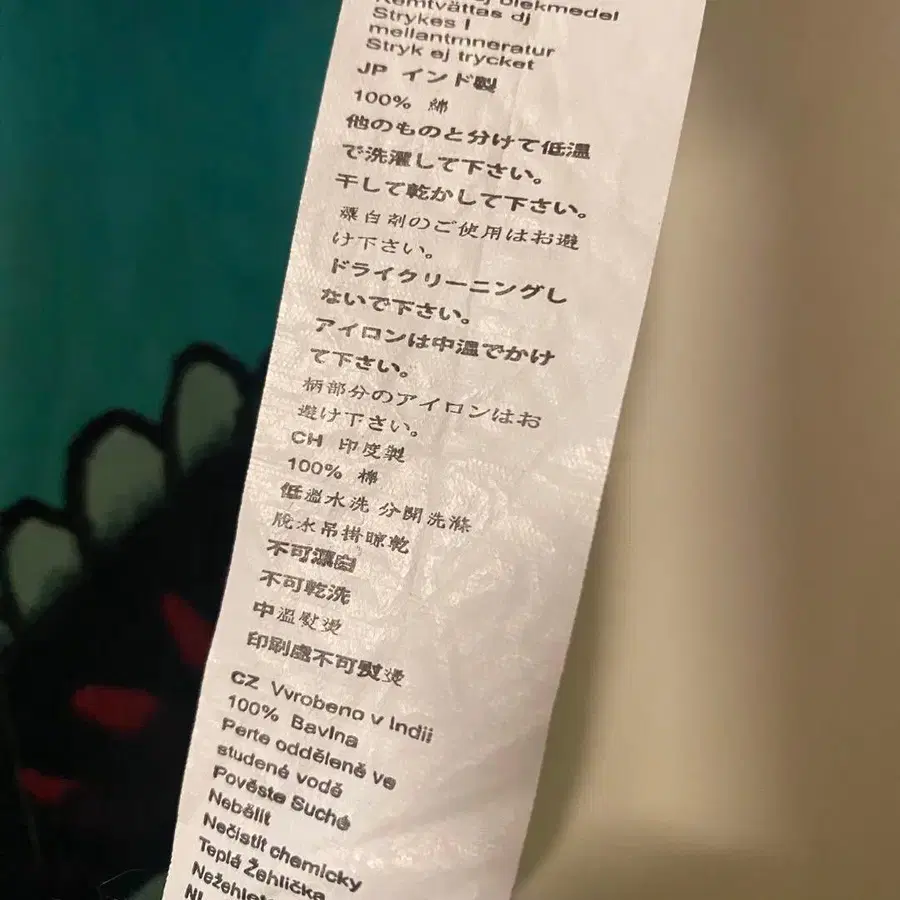 ej blekmedel
Kemtvättas dj
Strykes I
mellantmneratur
Stryk ej trycket
JP インド製
100% 綿
他のものと分けて低温
で洗濯して下さい。
干して乾かして下さい。
漂白剤のご使用はお避
け下さい。
ドライクリーニングし
ないで下さい。
アイロンは中温でかけ
て下さい。
柄部分のアイロンはお
避け下さい。
CH 印度製
100% 棉
低溫水洗 分開洗滌
脫水吊掛晾乾
不可漂白
不可乾洗
中溫熨燙
印刷處不可熨燙
CZ Vyrobeno v Indii
100% Bavlna
Perte odděleně ve
studené vodě
Pověste Suché
Nebělit
Nečistit chemicky
Teplá Žehlička
NL